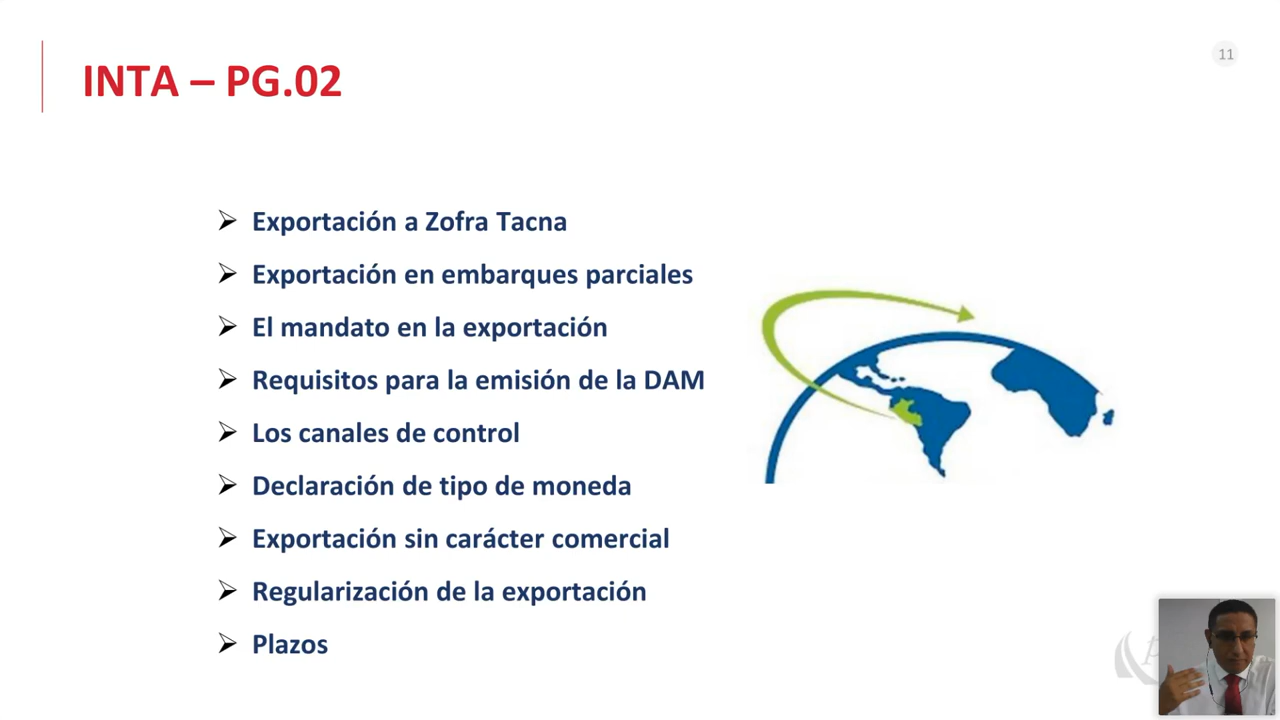 INTA – PG.02
11
Exportación a Zofra Tacna
Exportación en embarques parciales
El mandato en la exportación
Requisitos para la emisión de la DAM
Los canales de control
Declaración de tipo de moneda
Exportación sin carácter comercial
Regularización de la exportación
Plazos